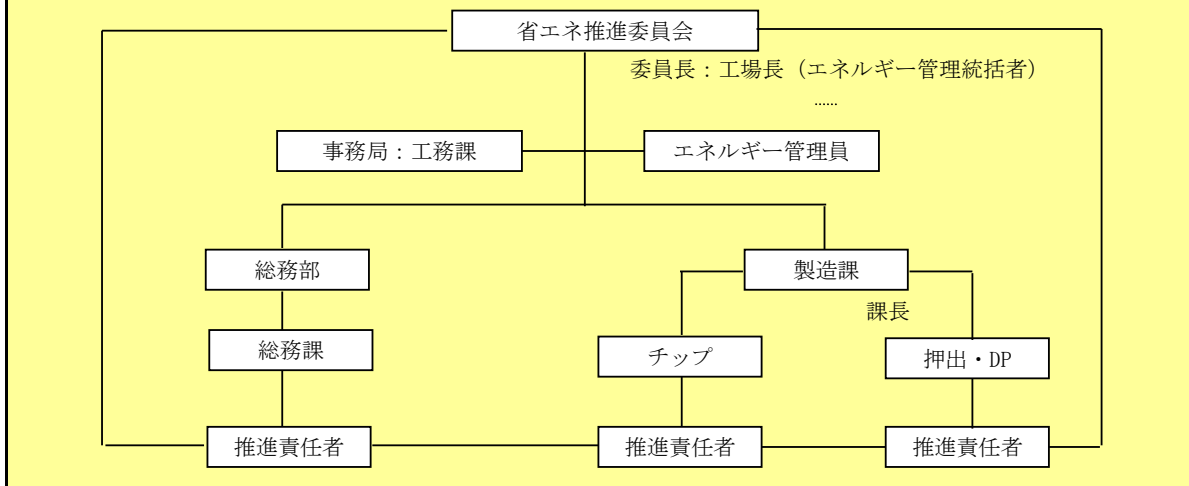 省エネ推進委員会
委員長：工場長（エネルギー管理統括者）
……
事務局：工務課
エネルギー管理員
総務部
製造課
課長
総務課
チップ
押出・DP
推進責任者
推進責任者
推進責任者